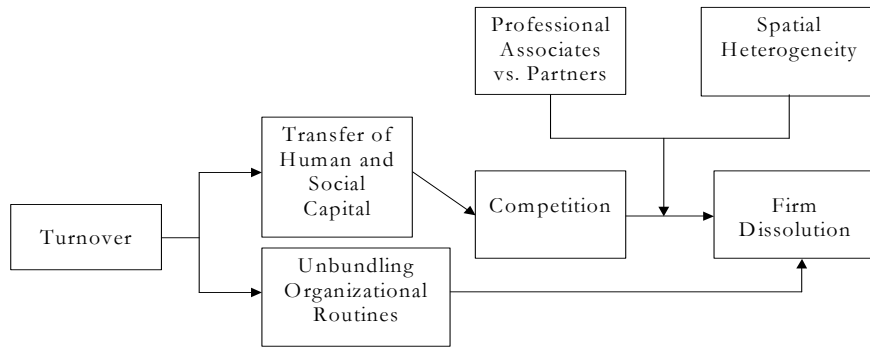 Professional
Associates
vs. Partners
Spatial
Heterogeneity
Transfer of
Human and
Social
Capital
Competition
Firm
Dissolution
Turnover
Unbundling
Organizational
Routines